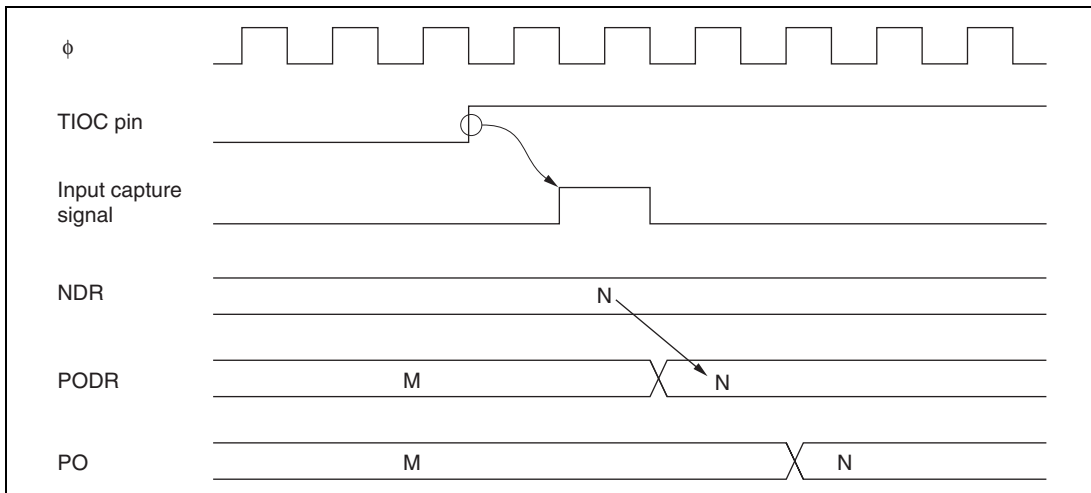 ϕ
TIOC pin
Input capture
signal
NDR
N
PODR
M
N
PO
M
N